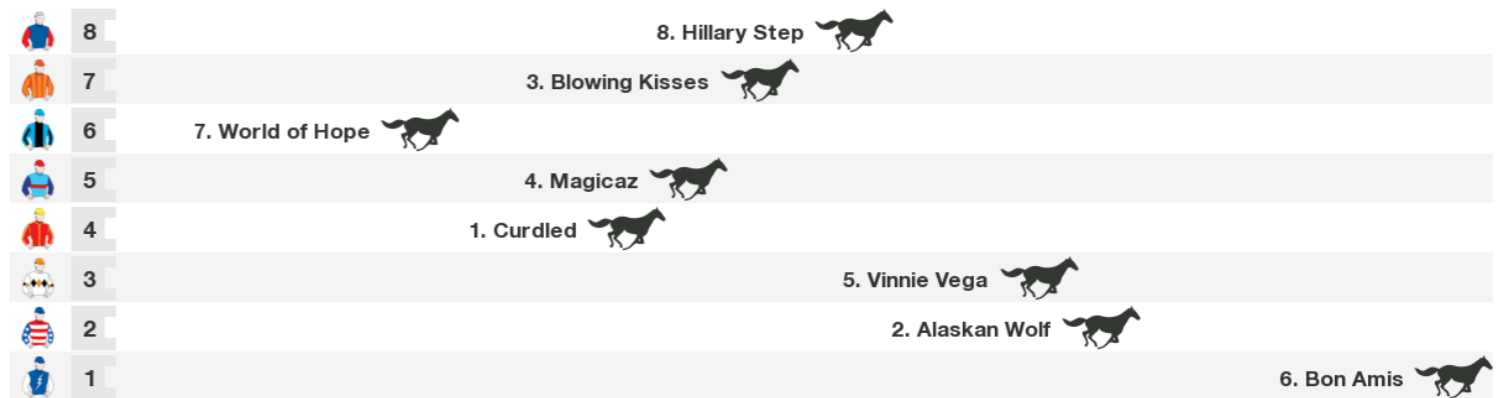 8 8. Hillary Step
7 3. Blowing Kisses
6 7. World of Hope
5 4. Magicaz
4 1. Curdled
3 5. Vinnie Vega
2 2. Alaskan Wolf
1 6. Bon Amis